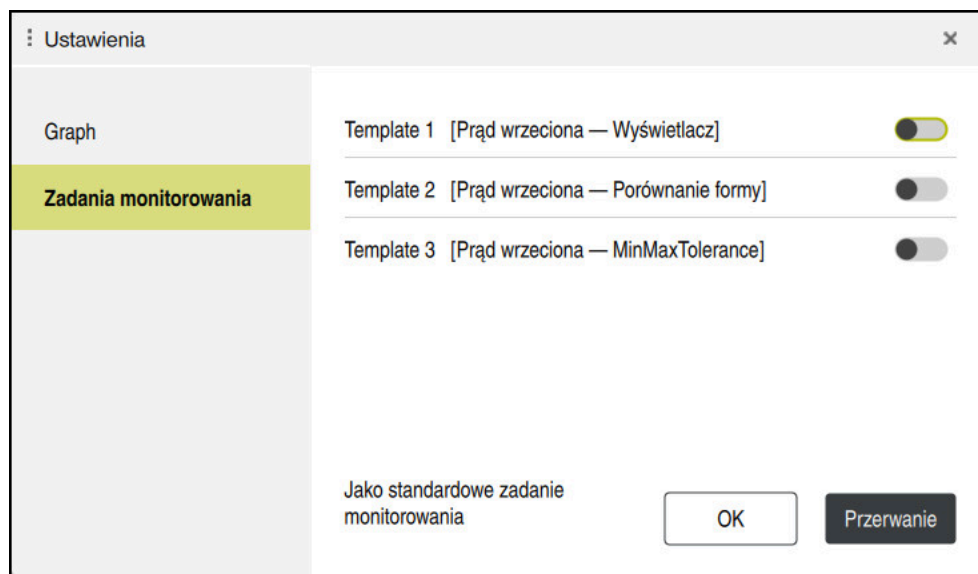 Ustawienia
Graph
Zadania monitorowania
Template 1 [Prąd wrzeciona — Wyświetlacz]
Template 2 [Prąd wrzeciona — Porównanie formy]
Template 3 [Prąd wrzeciona — MinMaxTolerance]
Jako standardowe zadanie
monitorowania
OK
Przerwanie